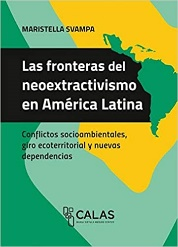 MARISTELLA SVAMPA
Las fronteras del
neoextractivismo
en América Latina
Conflictos socioambientales,
giro ecoterritorial y nuevas
dependencias
CALAS